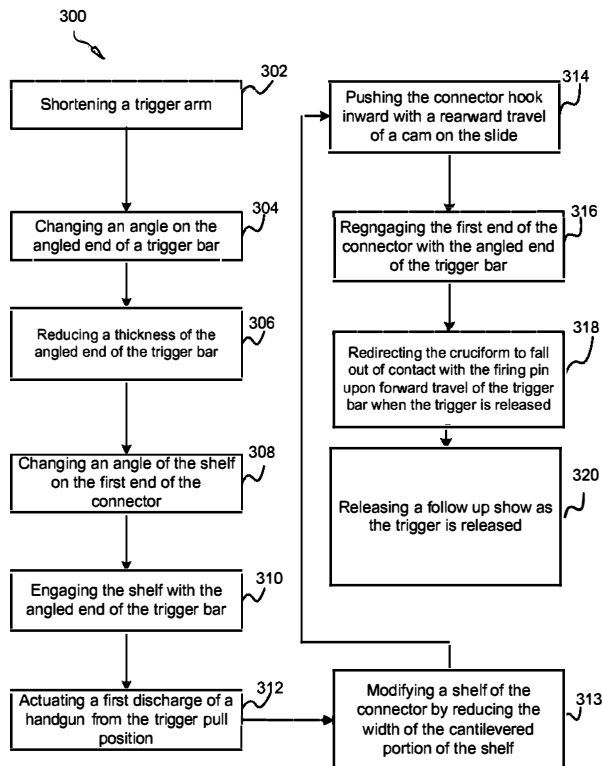 300
302
Shortening a trigger arm
304
Changing an angle on the
angled end of a trigger bar
306
Reducing a thickness of the
angled end of the trigger bar
308
Changing an angle of the shelf
on the first end of the
connector
310
Engaging the shelf with the
angled end of the trigger bar
312
Actuating a first discharge of a
handgun from the trigger pull
position
313
Modifying a shelf of the
connector by reducing the
width of the cantilevered
portion of the shelf
314
Pushing the connector hook
inward with a rearward travel
of a cam on the slide
316
Regngaging the first end of the
connector with the angled end
of the trigger bar
318
Redirecting the cruciform to fall
out of contact with the firing pin
upon forward travel of the trigger
bar when the trigger is released
320
Releasing a follow up show as
the trigger is released